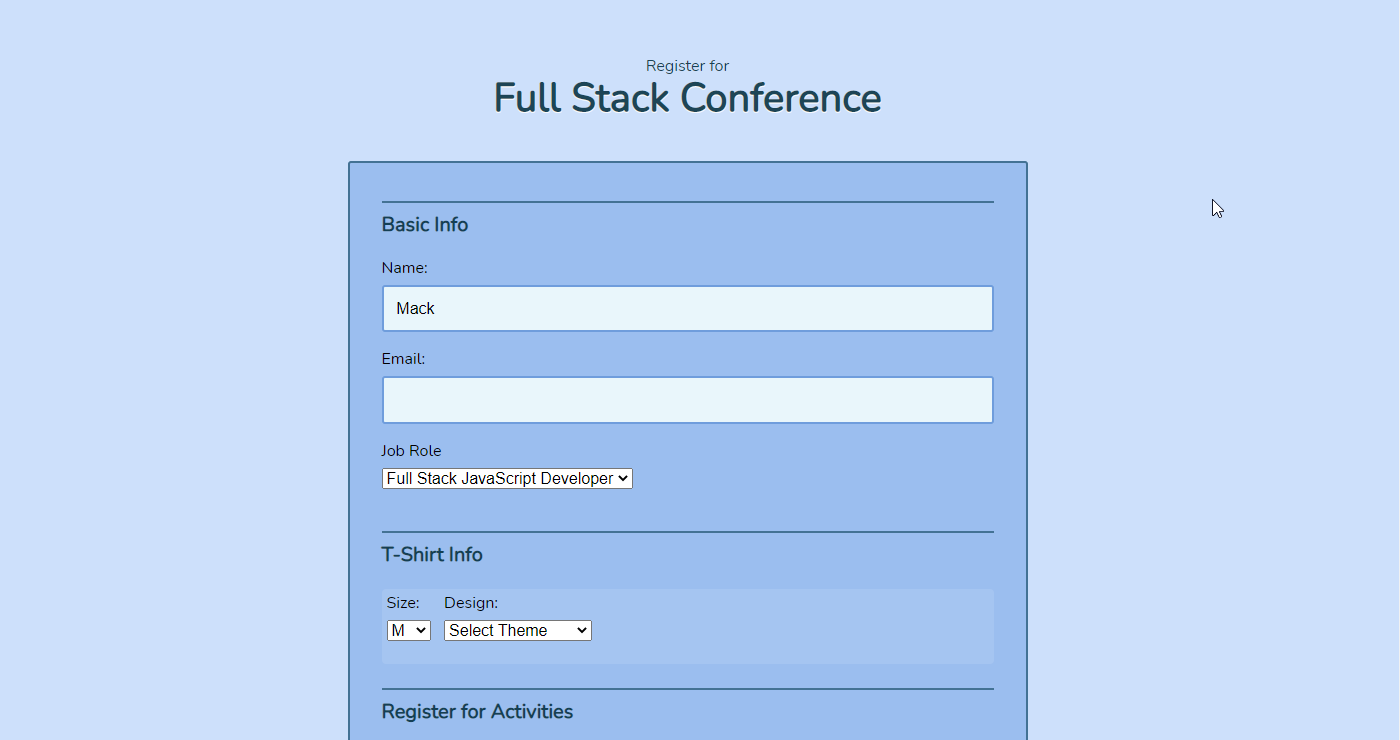 Register for
Full Stack Conference
Basic Info
Name:
Mack
Email:
Job Role
Full Stack JavaScript Developer
T-Shirt Info
Size: Design:
M Select Theme
Register for Activities